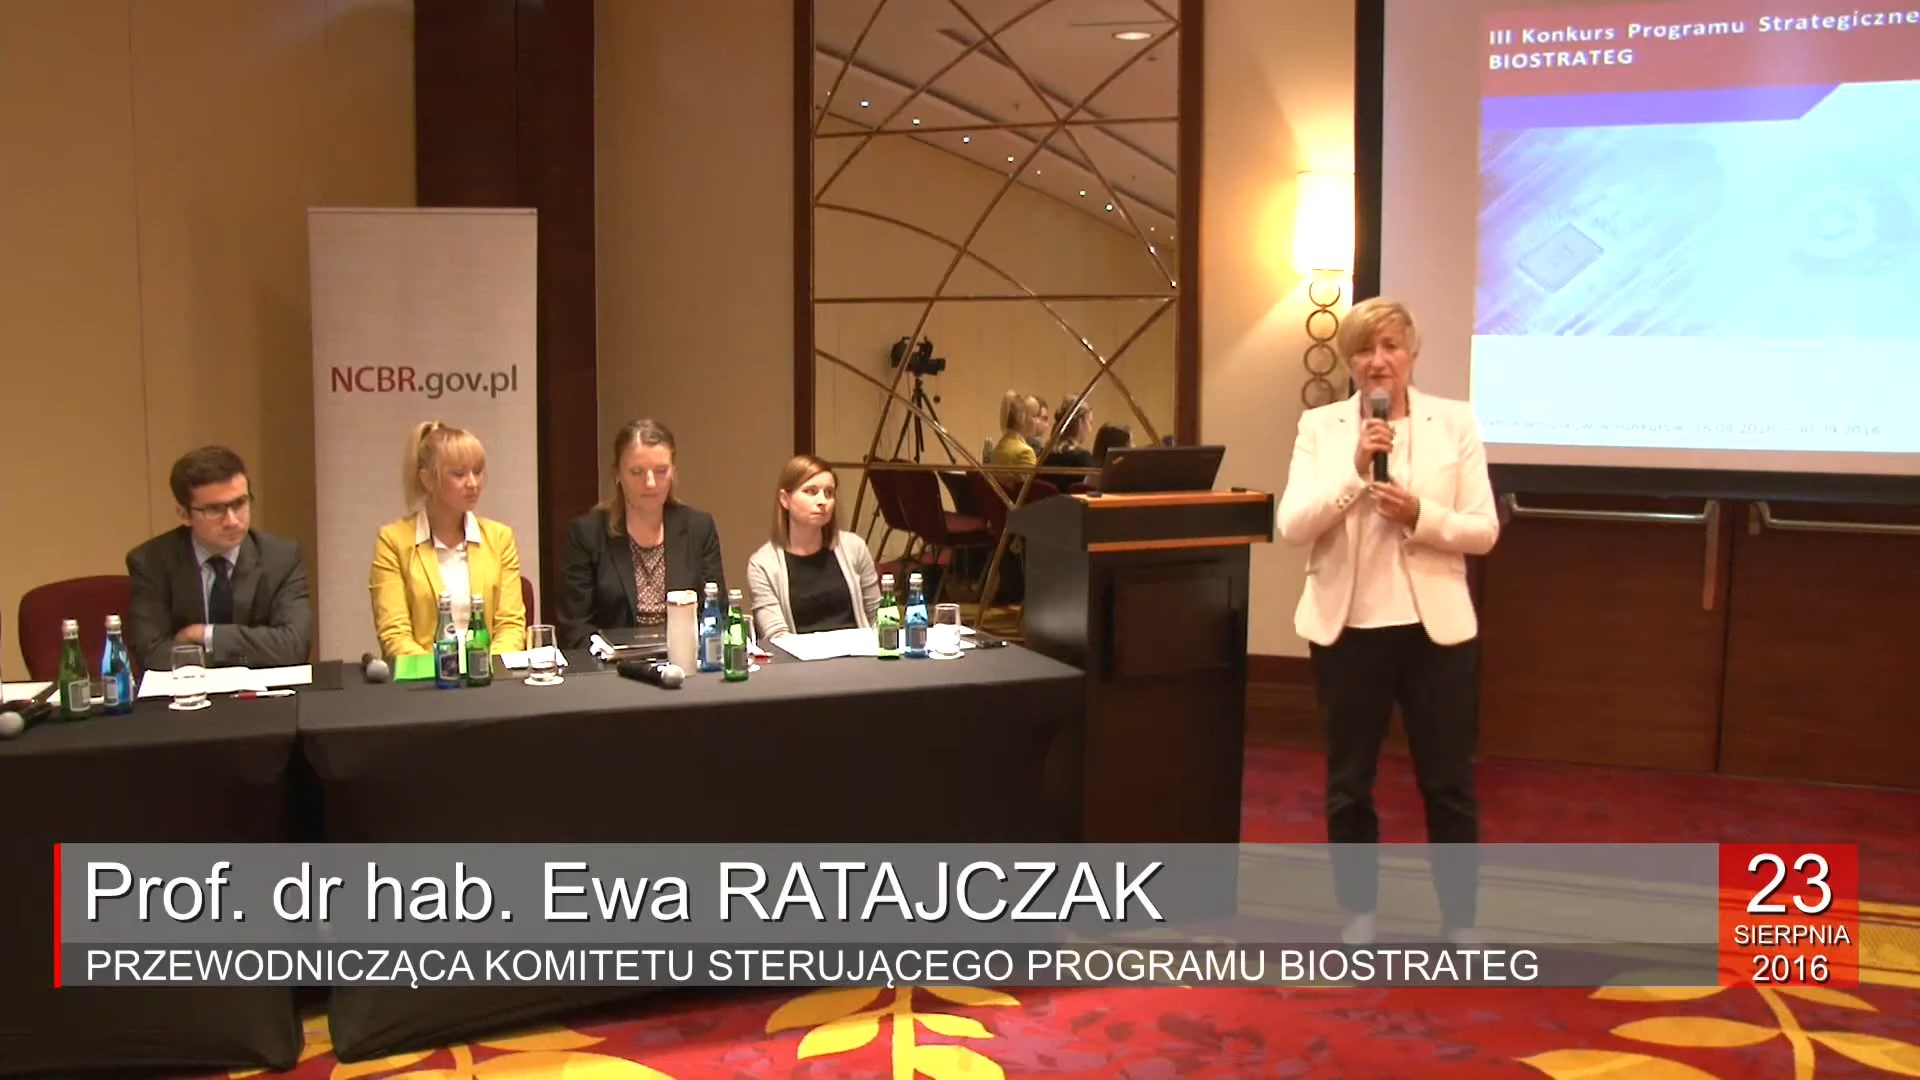 III Konkurs Programu Strategiczne
BIOSTRATEG
NCBR.gov.pl
Prof. dr hab. Ewa RATAJCZAK
PRZEWODNICZĄCA KOMITETU STERUJĄCEGO PROGRAMU BIOSTRATEG
23
SIERPNIA
2016